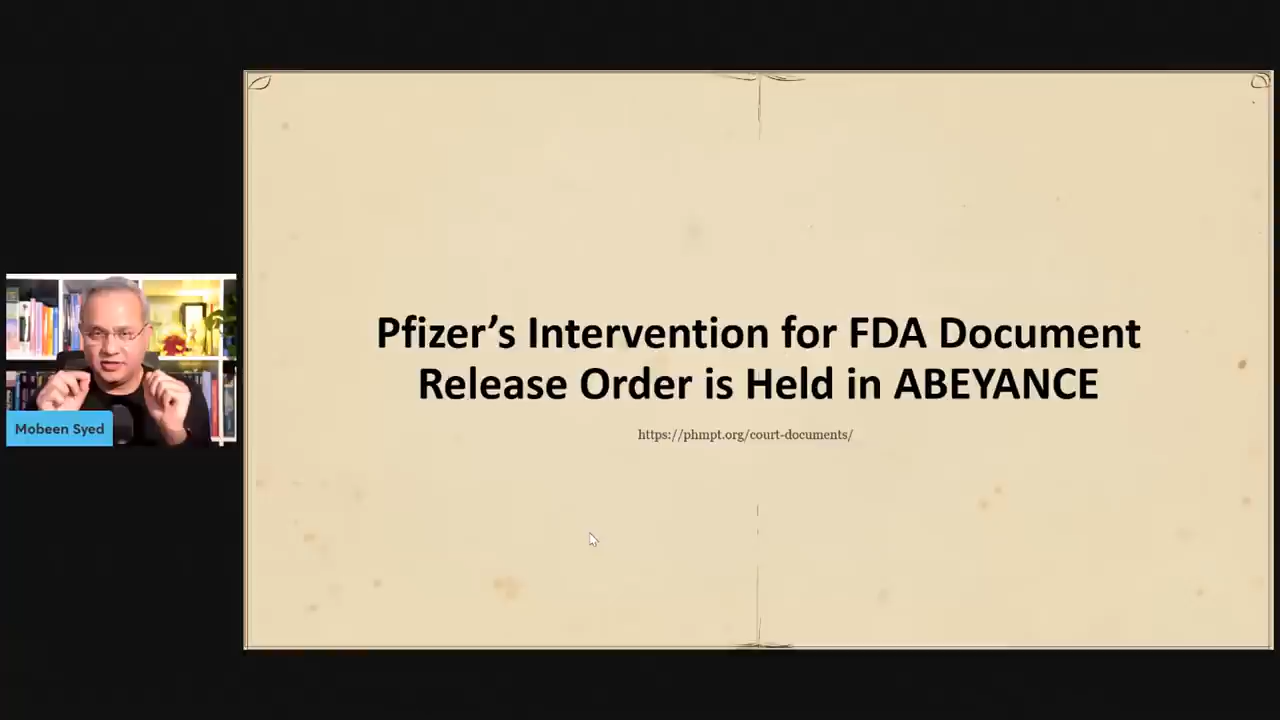 Pfizer’s Intervention for FDA Document
Release Order is Held in ABEYANCE
https://phmpt.org/court-documents/
Mobeen Syed